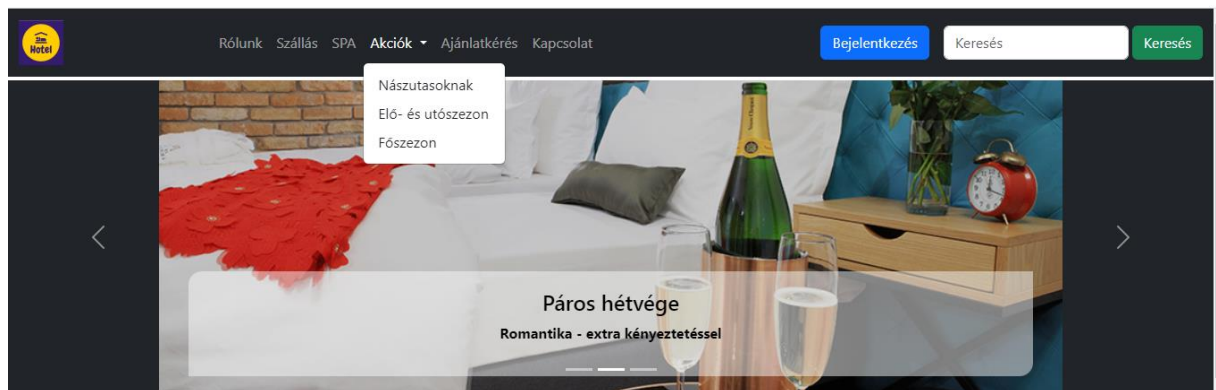 Hotel
Rólunk Szállás SPA Akciók Ajánlatkérés Kapcsolat Bejelentkezés Keresés Keresés
Nászutasoknak
Elő- és utószezon
Főszezon
Páros hétvége
Romantika - extra kényeztetéssel